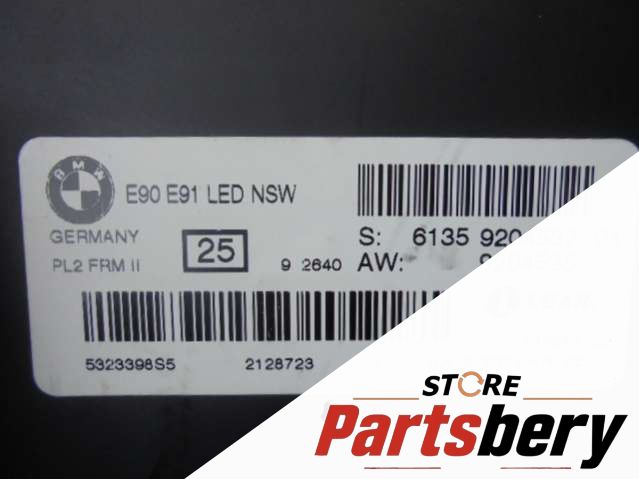 BMW
E90 E91 LED NSW
GERMANY
25
PL2 FRM II
S: 6135 920
9 2640 AW:
5323398S5 2128723
STORE
Partsbery